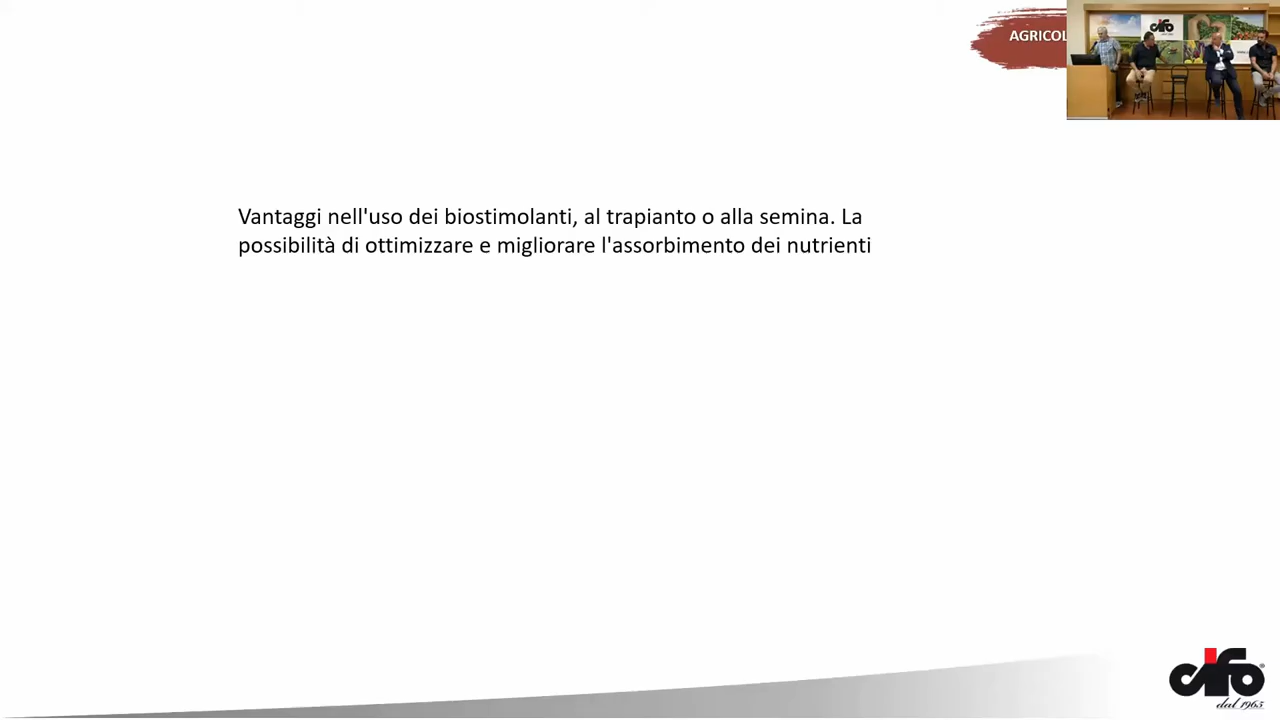 AGRICOL
cifo
Vantaggi nell'uso dei biostimolanti, al trapianto o alla semina. La
possibilità di ottimizzare e migliorare l'assorbimento dei nutrienti
cifo®
dal 1965